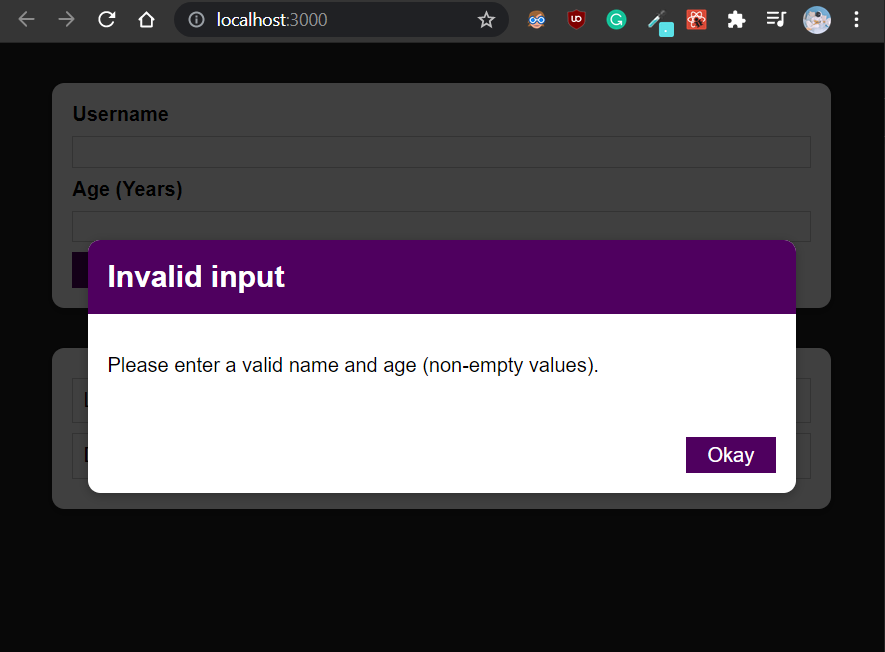 localhost:3000
Username
Age (Years)
Invalid input
Please enter a valid name and age (non-empty values).
Okay